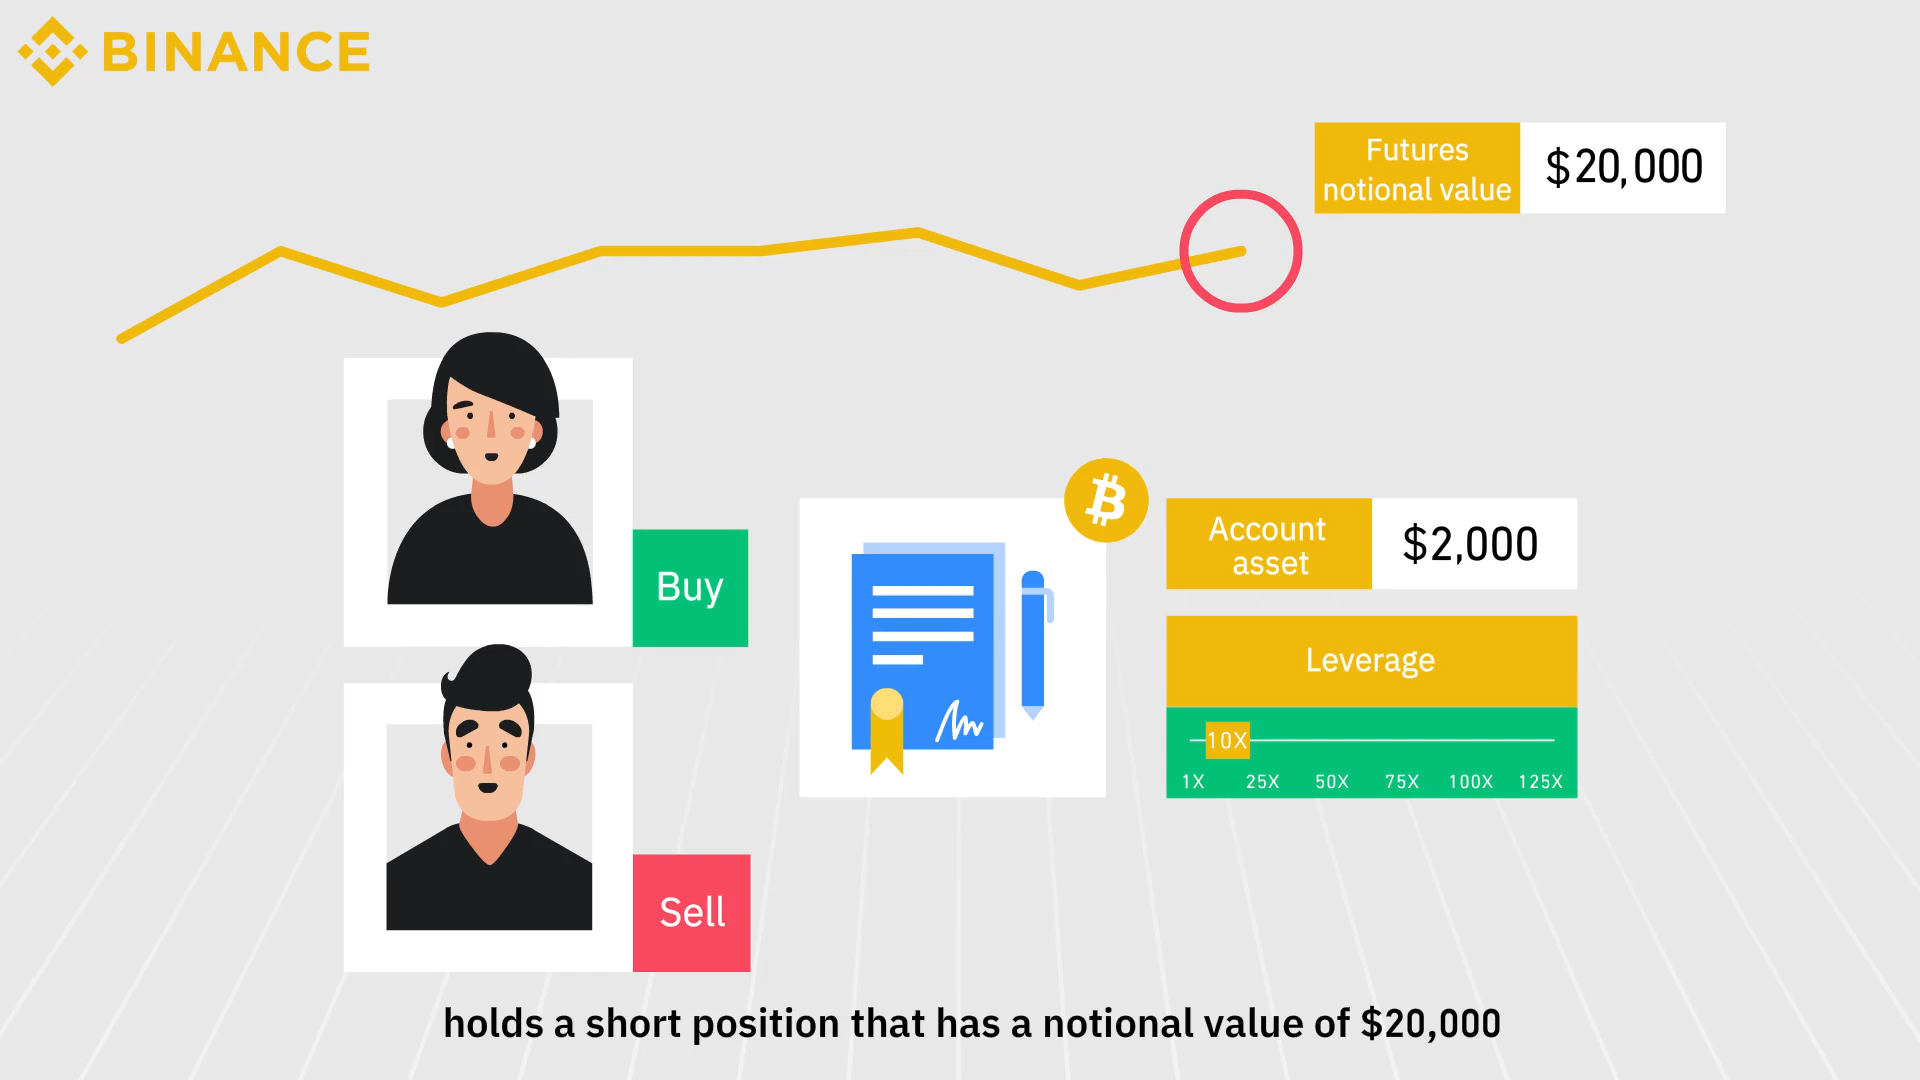 BINANCE
Futures
notional value
$20,000
Buy
Account
asset
$2,000
Leverage
10X
1X 25X 50X 75X 100X 125X
Sell
holds a short position that has a notional value of $20,000